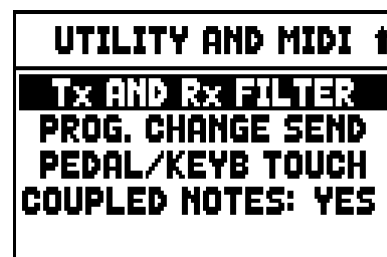 UTILITY AND MIDI
Tx AND Rx FILTER
PROG. CHANGE SEND
PEDAL/KEYB TOUCH
COUPLED NOTES: YES